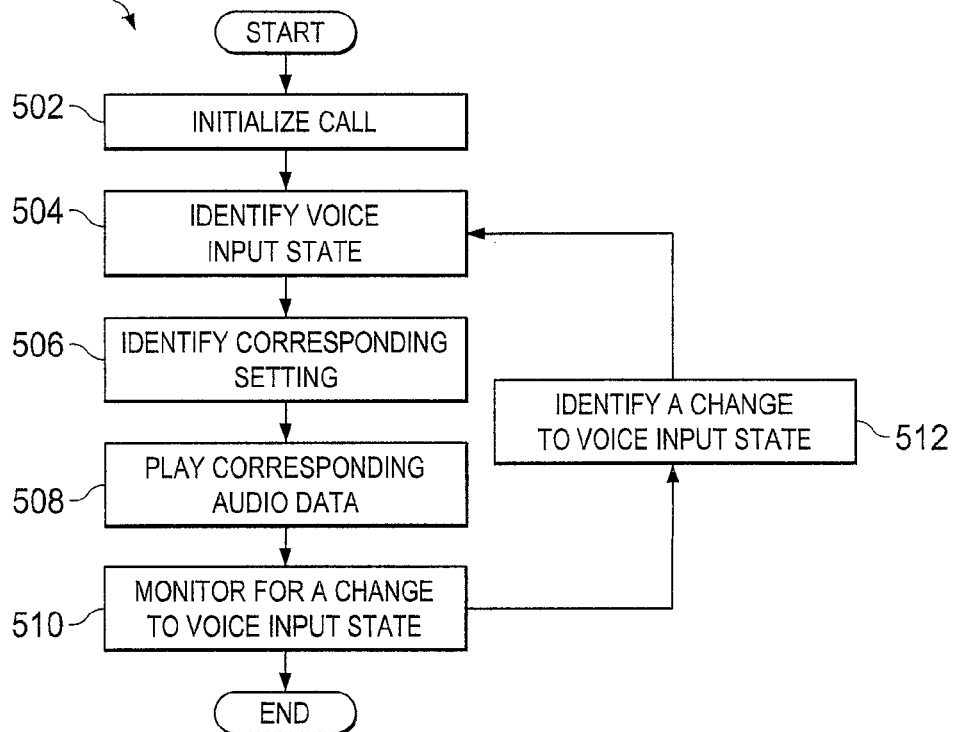 START
502
INITIALIZE CALL
504
IDENTIFY VOICE
INPUT STATE
506
IDENTIFY CORRESPONDING
SETTING
IDENTIFY A CHANGE
TO VOICE INPUT STATE
512
508
PLAY CORRESPONDING
AUDIO DATA
510
MONITOR FOR A CHANGE
TO VOICE INPUT STATE
END